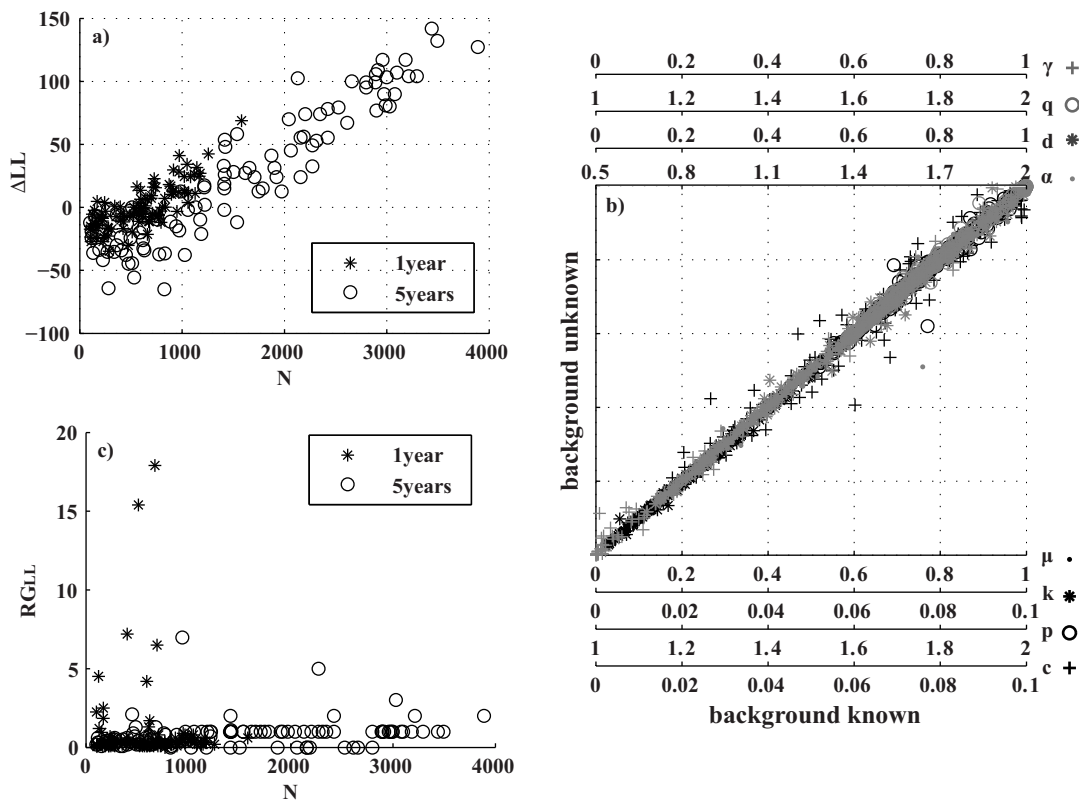 a)
150
100
50
0
−50
−100
ΔLL
0 1000 2000 3000 4000
N
1year
5years
0 0.2 0.4 0.6 0.8 1 γ
1 1.2 1.4 1.6 1.8 2 q
0 0.2 0.4 0.6 0.8 1 d
0.5 0.8 1.1 1.4 1.7 2 α
b)
background unknown
0 0.2 0.4 0.6 0.8 1 μ
0 0.02 0.04 0.06 0.08 0.1 k
1 1.2 1.4 1.6 1.8 2 p
0 0.02 0.04 0.06 0.08 0.1 c
background known
c)
20
15
10
5
0
RGLL
0 1000 2000 3000 4000
N
1year
5years